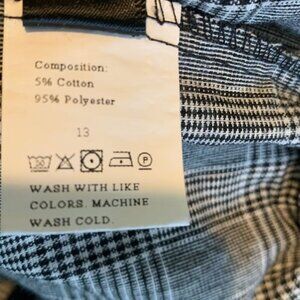 Composition:
5% Cotton
95% Polyester
13
WASH WITH LIKE
COLORS. MACHINE
WASH COLD.